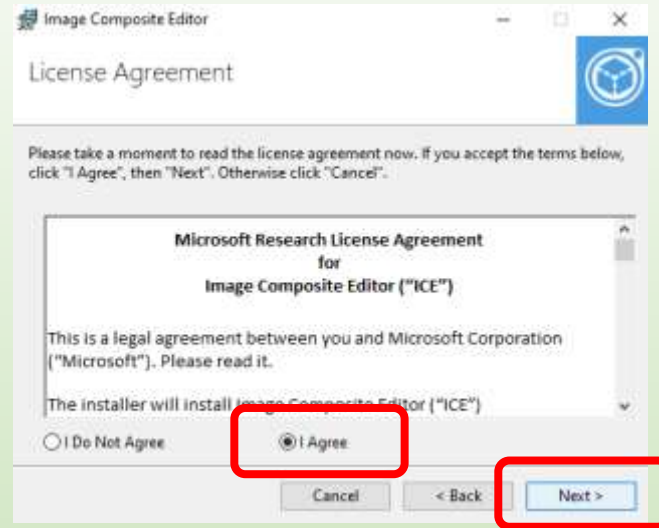 Image Composite Editor
License Agreement
Please take a moment to read the license agreement now. If you accept the terms below,
click "I Agree", then "Next". Otherwise click "Cancel".
Microsoft Research License Agreement
for
Image Composite Editor ("ICE")
This is a legal agreement between you and Microsoft Corporation
("Microsoft"). Please read it.
The installer will install Image Composite Editor ("ICE")
I Do Not Agree I Agree
Cancel < Back Next >